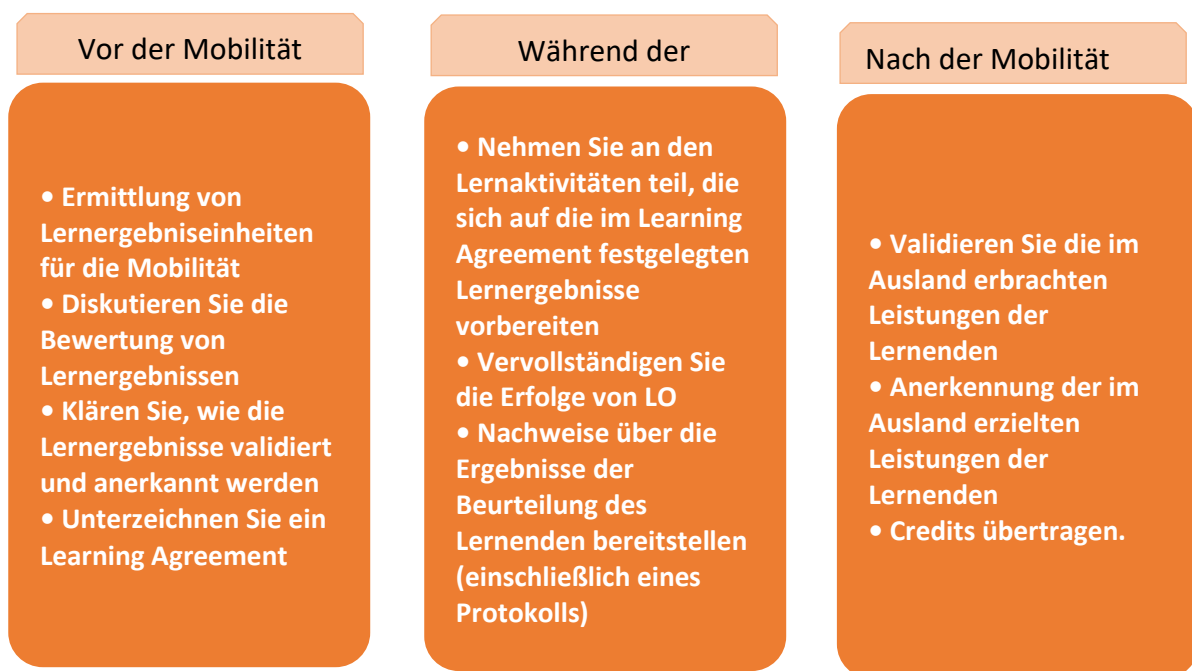 Vor der Mobilität
• Ermittlung von
Lernergebniseinheiten
für die Mobilität
• Diskutieren Sie die
Bewertung von
Lernergebnissen
• Klären Sie, wie die
Lernergebnisse validiert
und anerkannt werden
• Unterzeichnen Sie ein
Learning Agreement
Während der
• Nehmen Sie an den
Lernaktivitäten teil, die
sich auf die im Learning
Agreement festgelegten
Lernergebnisse
vorbereiten
• Vervollständigen Sie
die Erfolge von LO
• Nachweise über die
Ergebnisse der
Beurteilung des
Lernenden bereitstellen
(einschließlich eines
Protokolls)
Nach der Mobilität
• Validieren Sie die im
Ausland erbrachten
Leistungen der
Lernenden
• Anerkennung der im
Ausland erzielten
Leistungen der
Lernenden
• Credits übertragen.